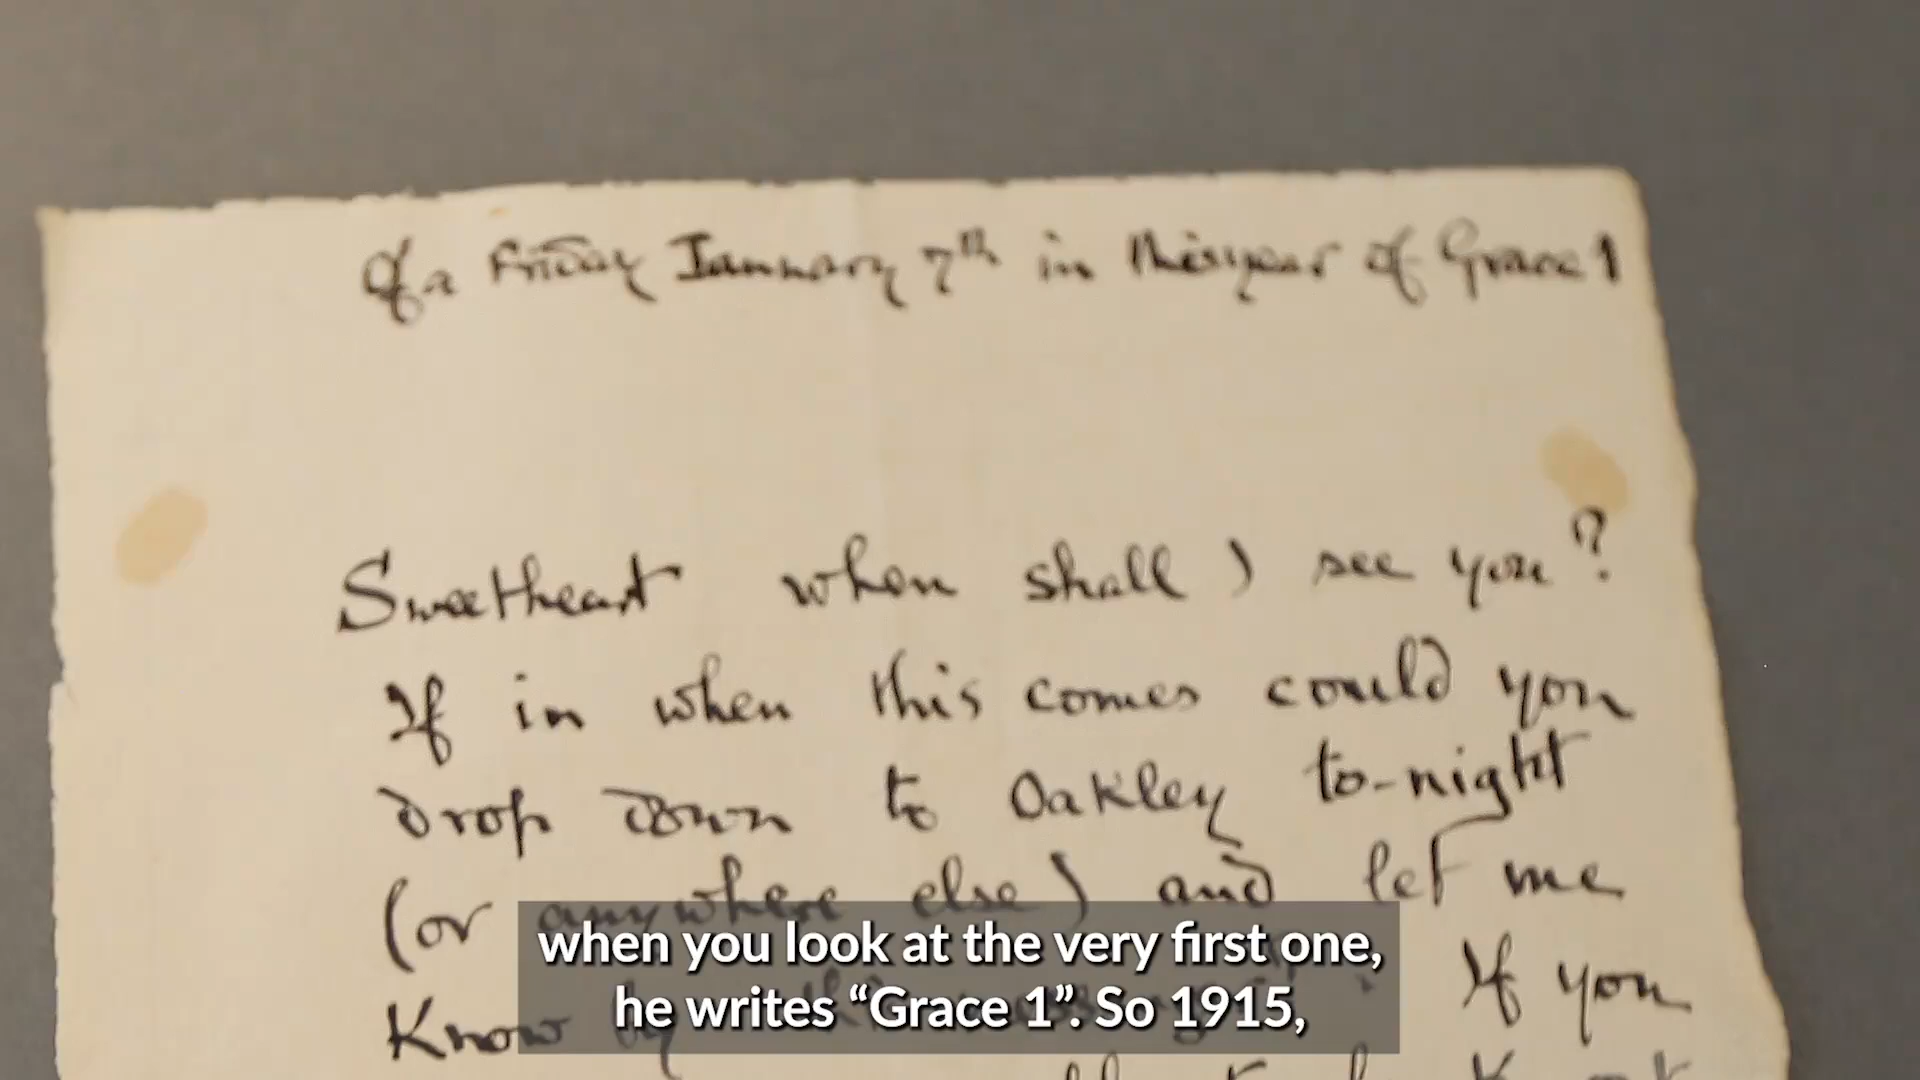 Of a Friday January 7th in this year of Grace 1
Sweetheart when shall I see you?
If in when this comes could you
drop down to Oakley to-night
(or anywhere else) and let me
Know by If you
when you look at the very first one,
he writes “Grace 1”. So 1915,